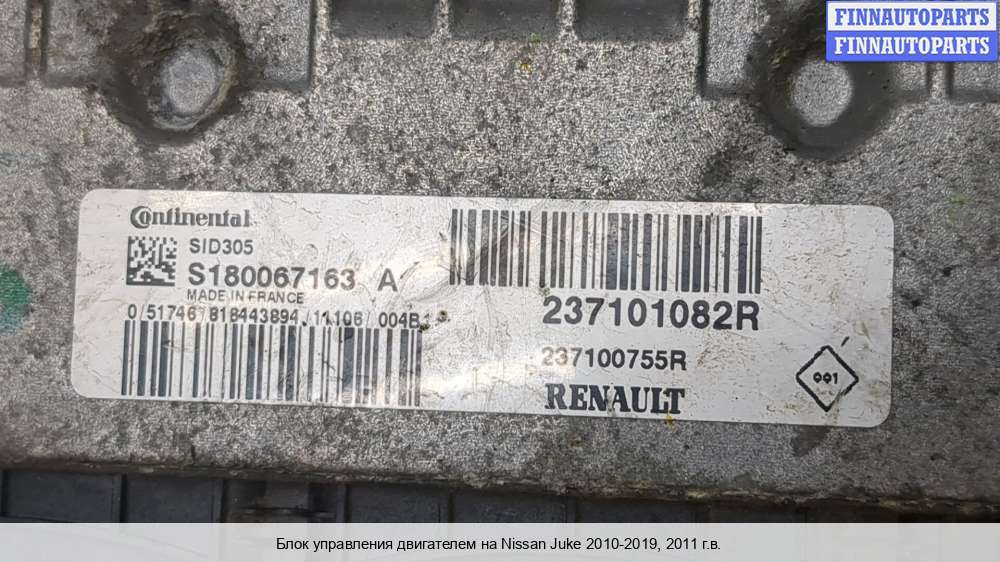 FINNAUTOPARTS
FINNAUTOPARTS
Continental
SID305
S180067163 A
MADE IN FRANCE
0/51746 818443894 /11106/ 004B
237101082R
237100755R
RENAULT
001
Блок управления двигателем на Nissan Juke 2010-2019, 2011 г.в.